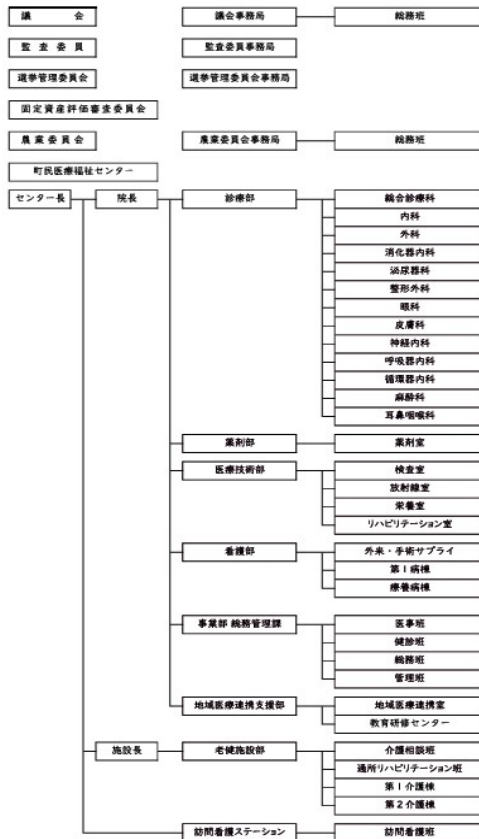 議会 議会事務局 総務班
監査委員 監査委員事務局
選挙管理委員会 選挙管理委員会事務局
固定資産評価審査委員会
農業委員会 農業委員会事務局 総務班
町民医療福祉センター
センター長 院長 診療部 総合診療科
内科
外科
消化器内科
泌尿器科
整形外科
眼科
皮膚科
神経内科
呼吸器内科
循環器内科
麻酔科
耳鼻咽喉科
薬剤部 薬剤室
医療技術部 検査室
放射線室
栄養室
リハビリテーション室
看護部 外来・手術サプライ
第1病棟
療養病棟
事業部 総務管理課 医事班
健診班
総務班
管理班
地域医療連携支援部 地域医療連携室
教育研修センター
施設長 老健施設部 介護相談班
通所リハビリテーション班
第1介護棟
第2介護棟
訪問看護ステーション 訪問看護班